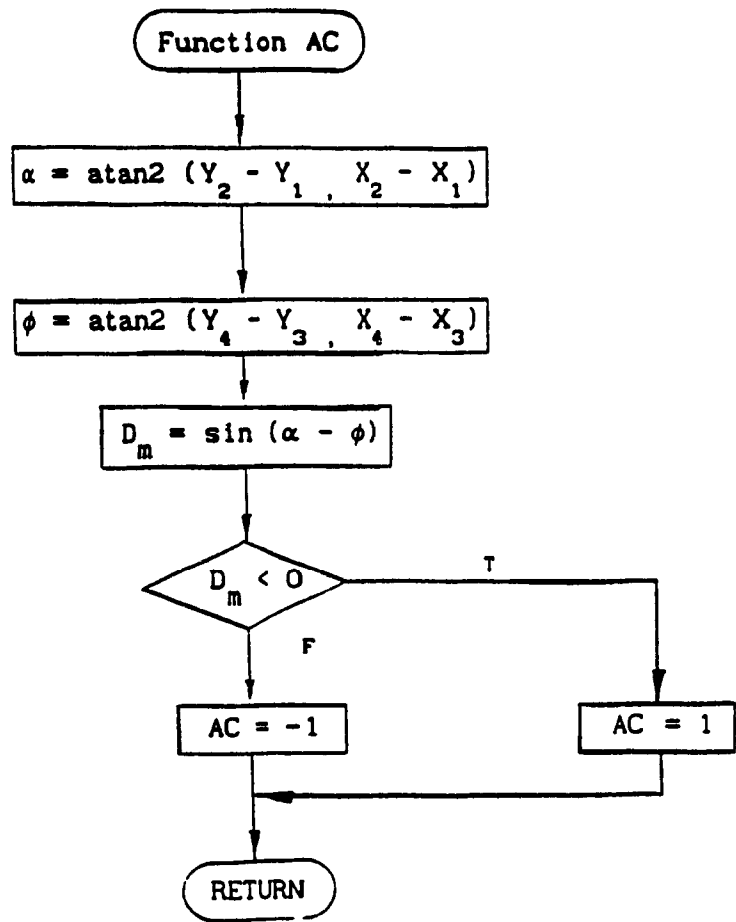 Function AC
α = atan2 (Y₂ - Y₁ , X₂ - X₁)
φ = atan2 (Y₄ - Y₃ , X₄ - X₃)
Dₘ = sin (α - φ)
Dₘ < 0
T
F
AC = -1
AC = 1
RETURN